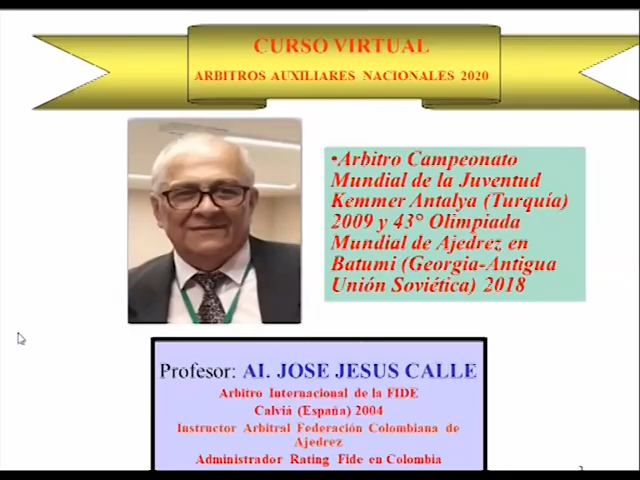 CURSO VIRTUAL
ARBITROS AUXILIARES NACIONALES 2020
•Arbitro Campeonato
Mundial de la Juventud
Kemmer Antalya (Turquía)
2009 y 43° Olimpiada
Mundial de Ajedrez en
Batumi (Georgia-Antigua
Unión Soviética) 2018
Profesor: AI. JOSE JESUS CALLE
Arbitro Internacional de la FIDE
Calviá (España) 2004
Instructor Arbitral Federación Colombiana de
Ajedrez
Administrador Rating Fide en Colombia